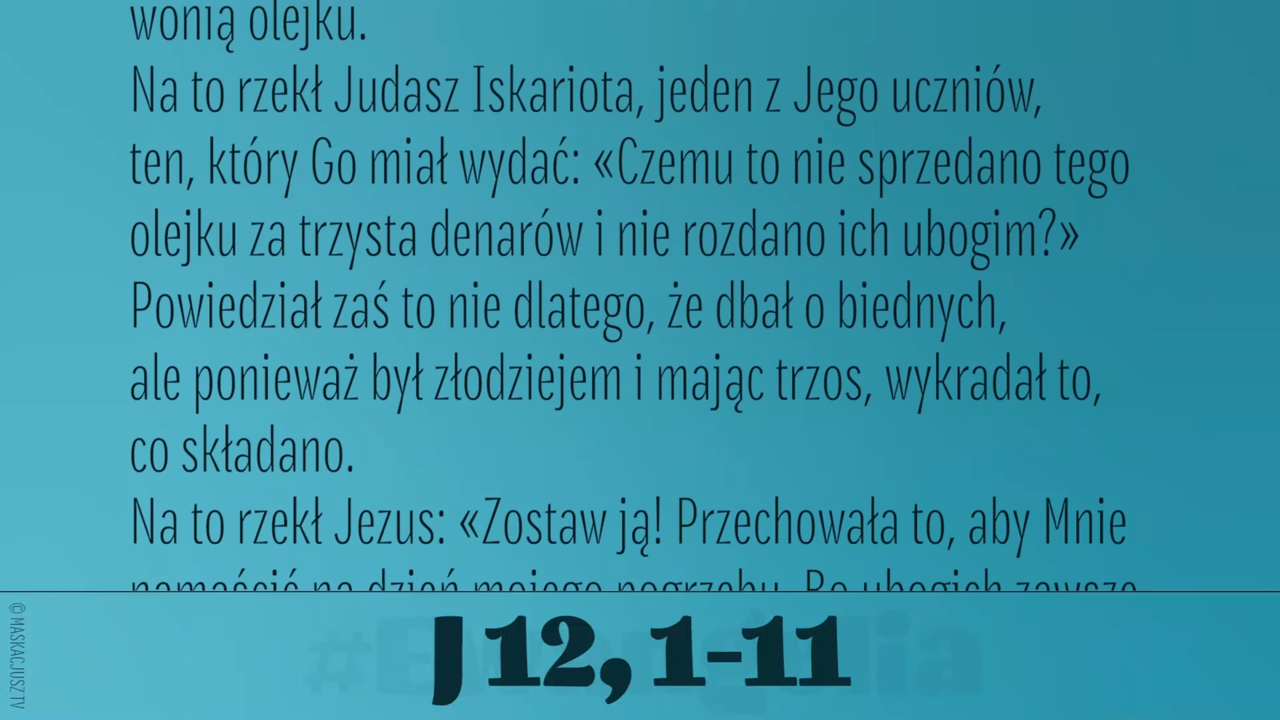 wonią olejku.
Na to rzekł Judasz Iskariota, jeden z Jego uczniów,
ten, który Go miał wydać: «Czemu to nie sprzedano tego
olejku za trzysta denarów i nie rozdano ich ubogim?»
Powiedział zaś to nie dlatego, że dbał o biednych,
ale ponieważ był złodziejem i mając trzos, wykradał to,
co składano.
Na to rzekł Jezus: «Zostaw ją! Przechowała to, aby Mnie
namaścić na dzień mojego pogrzebu. Bo ubogich zawsze
J 12, 1-11
© MASKACJUSZ TV